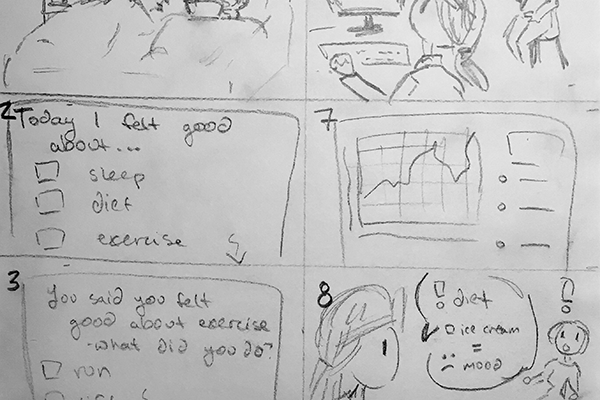 2
Today I felt good
about...
sleep
diet
exercise
3
You said you felt
good about exercise
-what did you do?
run
7
8
diet
ice cream
=
mood